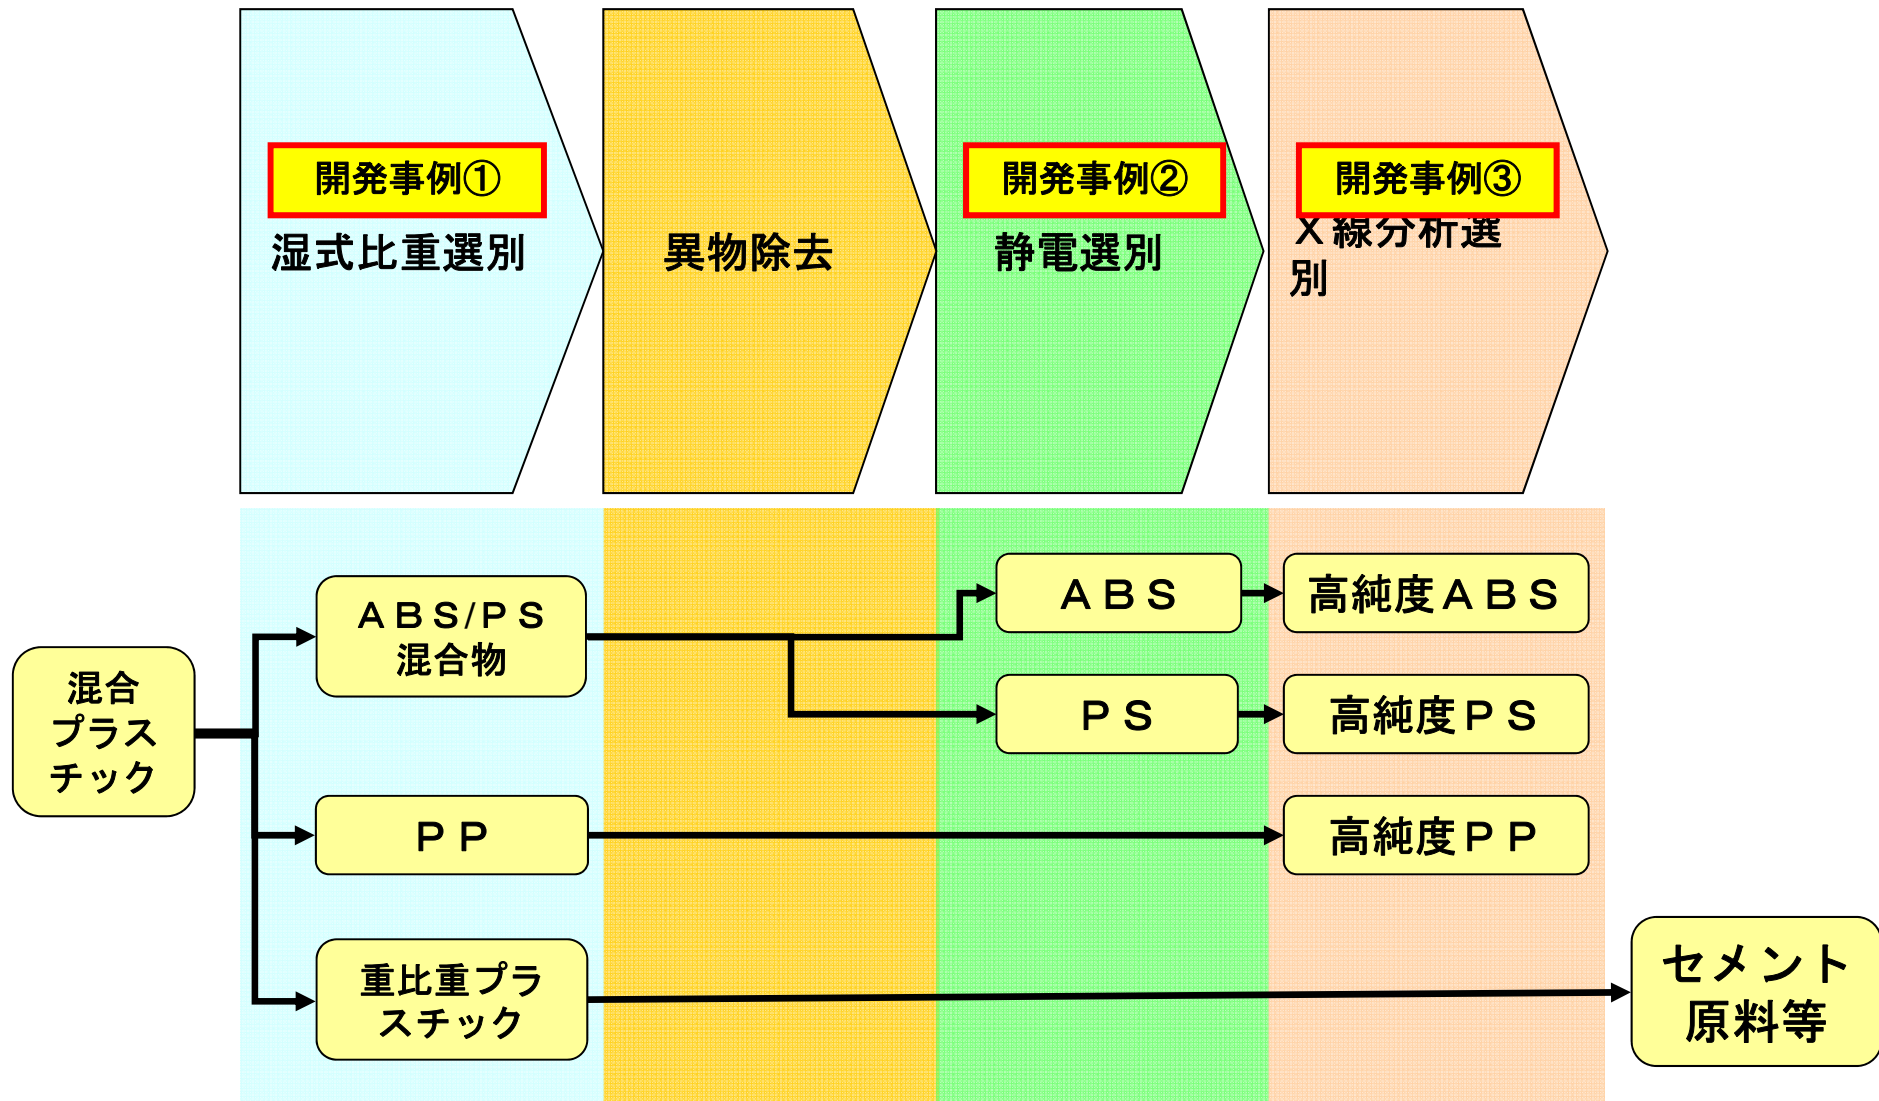 開発事例①
湿式比重選別
異物除去
開発事例②
静電選別
開発事例③
X線分析選
別
混合
プラス
チック
ABS/PS
混合物
PP
重比重プラ
スチック
ABS
PS
高純度ABS
高純度PS
高純度PP
セメント
原料等